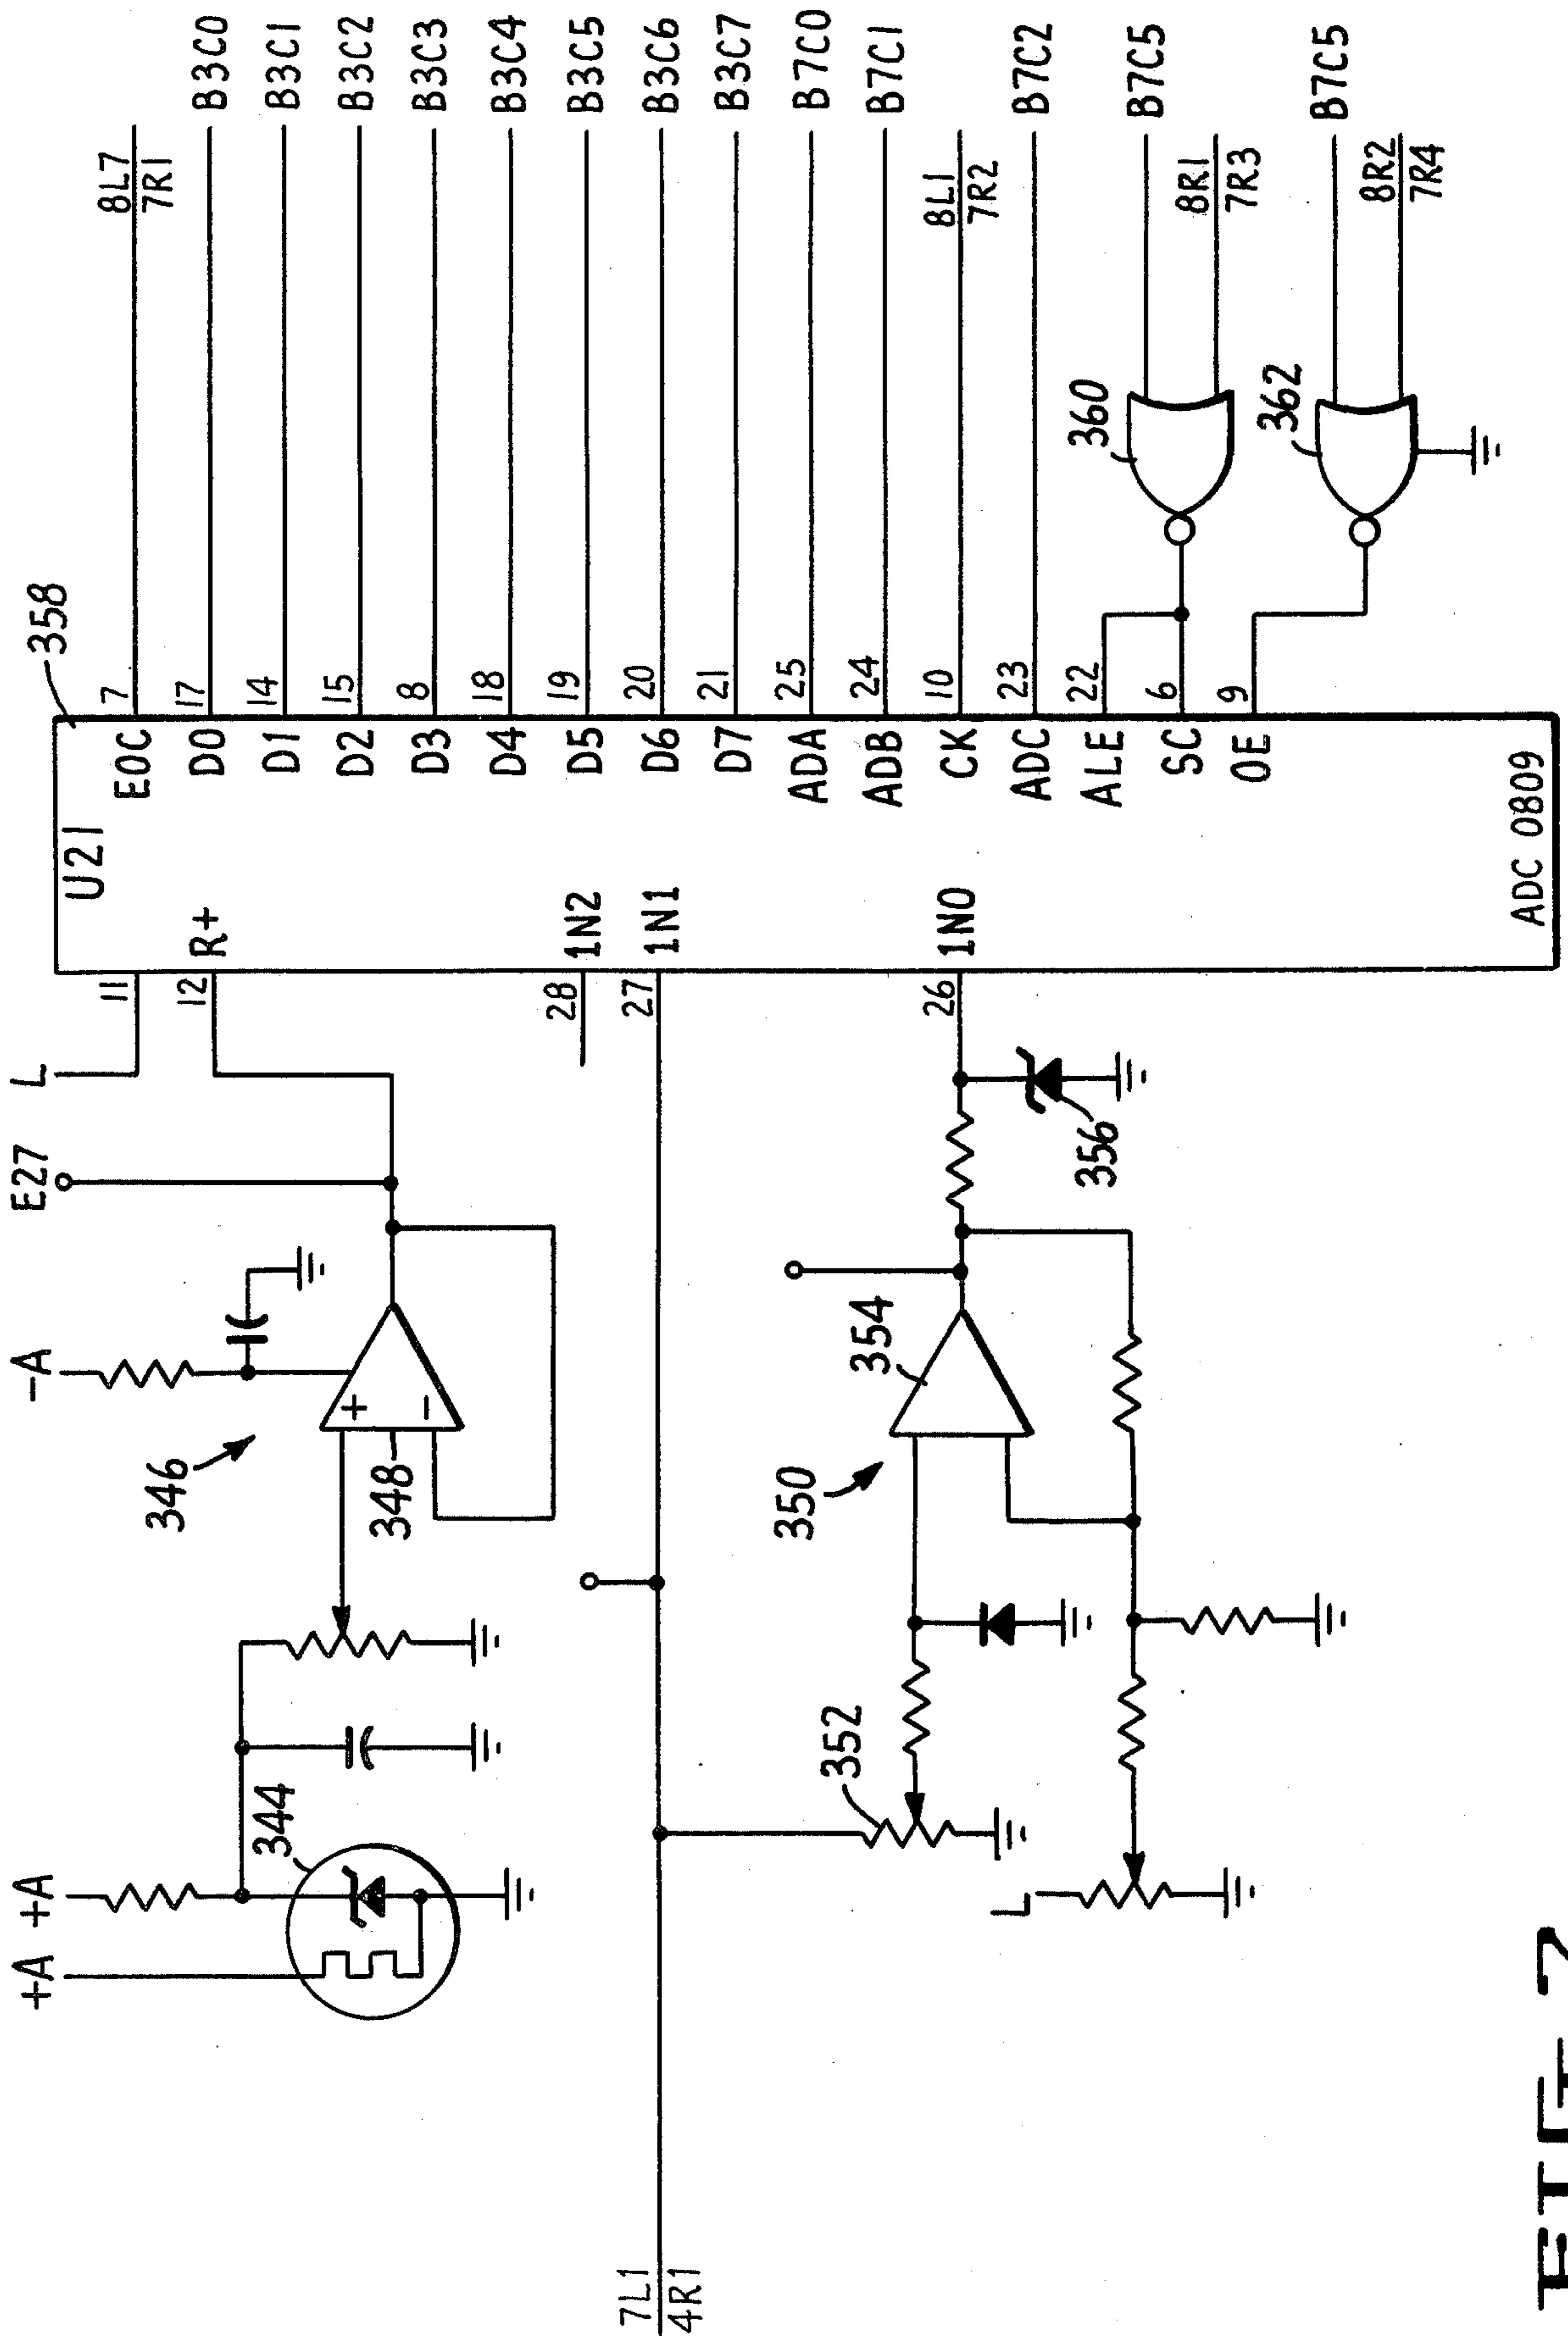 +A
+A
-A
E27
L
344
346
348
11
12
U21
R+
358
EOC 7 8L7
7R1
D0 17 B3C0
D1 14 B3C1
D2 15 B3C2
D3 8 B3C3
D4 18 B3C4
D5 19 B3C5
D6 20 B3C6
D7 21 B3C7
ADA 25 B7C0
ADB 24 B7C1
CK 10 8L1
7R2
ADC 23 B7C2
ALE 22
SC 6
OE 9
360
B7C5
8R1
7R3
362
B7C5
8R2
7R4
28 1N2
7L1
4R1
27 1N1
26 1N0
+
-
350
352
354
356
L
ADC 0809
FIG 7